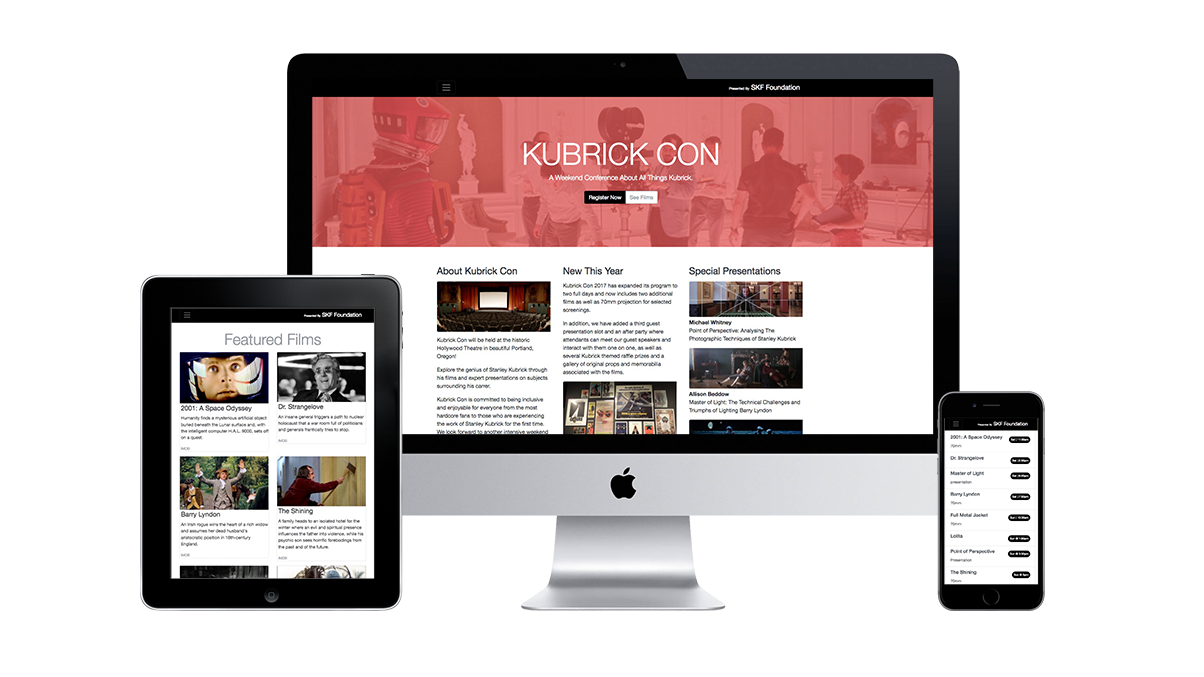 Presented By SKF Foundation
KUBRICK CON
A Weekend Conference About All Things Kubrick.
Register Now
See Films
About Kubrick Con
Kubrick Con will be held at the historic
Hollywood Theatre in beautiful Portland,
Oregon!
Explore the genius of Stanley Kubrick through
his films and expert presentations on subjects
surrounding his carrer.
Kubrick Con is committed to being inclusive
and enjoyable for everyone from the most
hardcore fans to those who are experiencing
the work of Stanley Kubrick for the first time.
We look forward to another intensive weekend
New This Year
Kubrick Con 2017 has expanded its program to
two full days and now includes two additional
films as well as 70mm projection for selected
screenings.
In addition, we have added a third guest
presentation slot and an after party where
attendants can meet our guest speakers and
interact with them one on one, as well as
several Kubrick themed raffle prizes and a
gallery of original props and memorabilia
associated with the films.
Special Presentations
Michael Whitney
Point of Perspective: Analysing The
Photographic Techniques of Stanley Kubrick
Allison Beddow
Master of Light: The Technical Challenges and
Triumphs of Lighting Barry Lyndon
Presented By SKF Foundation
Featured Films
2001: A Space Odyssey
Humanity finds a mysterious artificial object
buried beneath the Lunar surface and, with
the intelligent computer H.A.L. 9000, sets off
on a quest.
IMDB
Dr. Strangelove
An insane general triggers a path to nuclear
holocaust that a war room full of politicians
and generals frantically tries to stop.
IMDB
Barry Lyndon
An Irish rogue wins the heart of a rich widow
and assumes her dead husband's
aristocratic position in 18th-century
England.
IMDB
The Shining
A family heads to an isolated hotel for the
winter where an evil and spiritual presence
influences the father into violence, while his
psychic son sees horrific forebodings from
the past and of the future.
IMDB
Presented By SKF Foundation
2001: A Space Odyssey
70mm
Dr. Strangelove
Master of Light
presentation
Barry Lyndon
70mm
Full Metal Jacket
70mm
Lolita
Point of Perspective
Presentation
The Shining
70mm